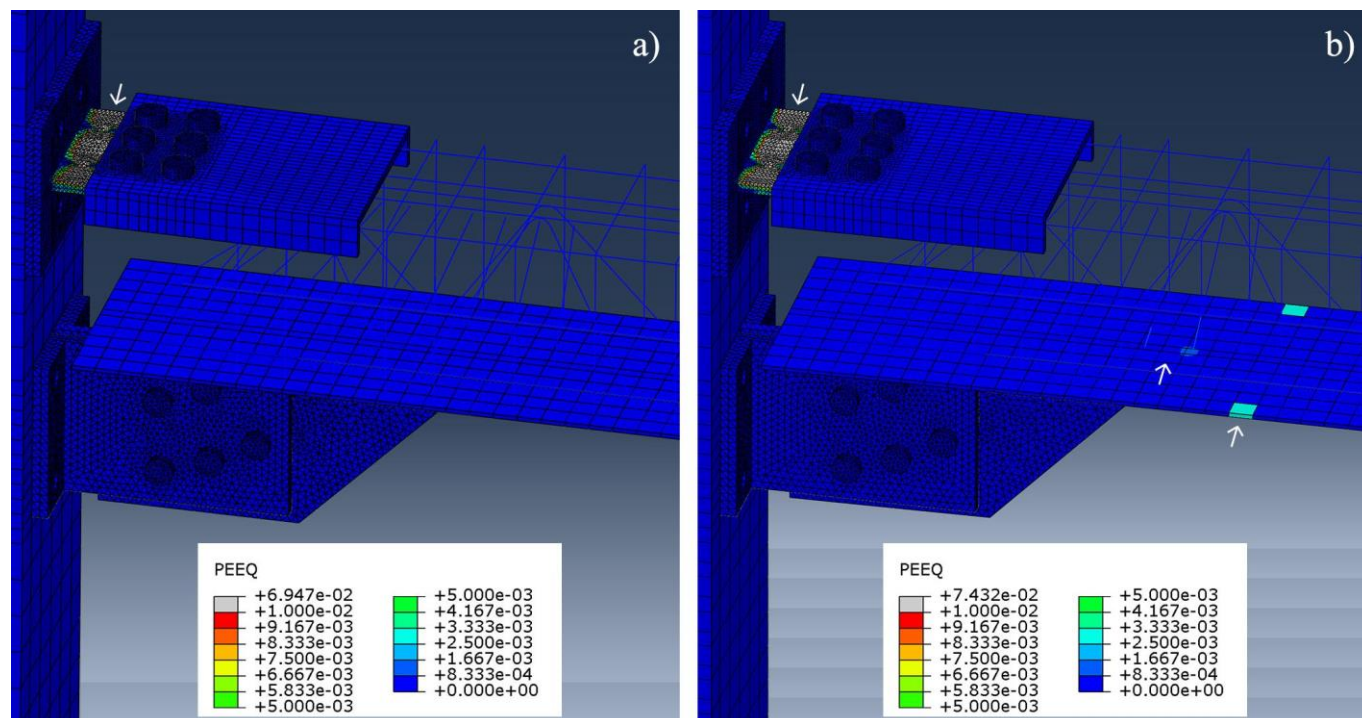 a)
PEEQ
+6.947e-02
+1.000e-02
+9.167e-03
+8.333e-03
+7.500e-03
+6.667e-03
+5.833e-03
+5.000e-03
+5.000e-03
+4.167e-03
+3.333e-03
+2.500e-03
+1.667e-03
+8.333e-04
+0.000e+00
b)
PEEQ
+7.432e-02
+1.000e-02
+9.167e-03
+8.333e-03
+7.500e-03
+6.667e-03
+5.833e-03
+5.000e-03
+5.000e-03
+4.167e-03
+3.333e-03
+2.500e-03
+1.667e-03
+8.333e-04
+0.000e+00